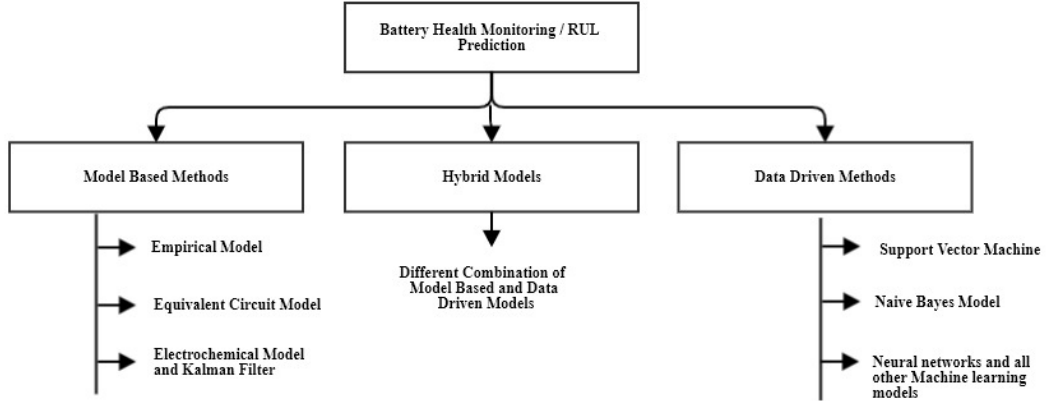 Battery Health Monitoring / RUL
Prediction
Model Based Methods
Hybrid Models
Data Driven Methods
Empirical Model
Equivalent Circuit Model
Electrochemical Model
and Kalman Filter
Different Combination of
Model Based and Data
Driven Models
Support Vector Machine
Naive Bayes Model
Neural networks and all
other Machine learning
models